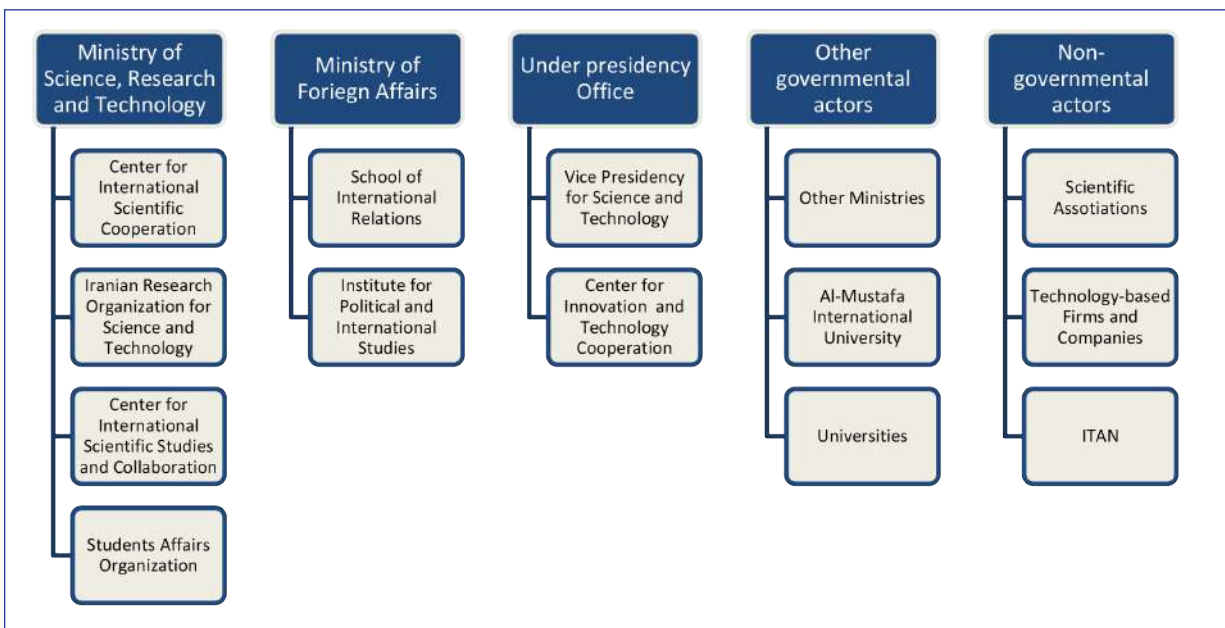 Ministry of
Science, Research
and Technology
Center for
International
Scientific
Cooperation
Iranian Research
Organization for
Science and
Technology
Center for
International
Scientific Studies
and Collaboration
Students Affairs
Organization
Ministry of
Foriegn Affairs
School of
International
Relations
Institute for
Political and
International
Studies
Under presidency
Office
Vice Presidency
for Science and
Technology
Center for
Innovation and
Technology
Cooperation
Other
governmental
actors
Other Ministries
Al-Mustafa
International
University
Universities
Non-
governmental
actors
Scientific
Assotiations
Technology-based
Firms and
Companies
ITAN